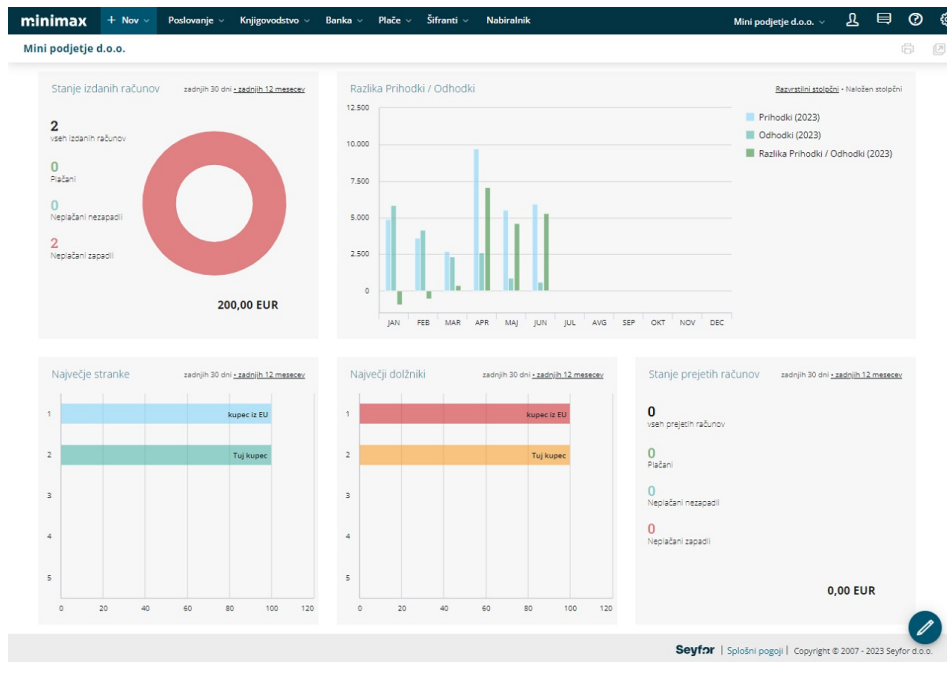 minimax + Nov Poslovanje Knjigovodstvo Banka Plače Šifranti Nabiralnik Mini podjetje d.o.o.
Mini podjetje d.o.o.
Stanje izdanih računov zadnjih 30 dni • zadnjih 12 mesecev
2
vseh izdanih računov
0
Plačani
0
Neplačani nezapadli
2
Neplačani zapadli
200,00 EUR
Razlika Prihodki / Odhodki Razvrstilni stolpčni • Naložen stolpčni
12.500
10.000
7.500
5.000
2.500
0
JAN FEB MAR APR MAJ JUN JUL AVG SEP OKT NOV DEC
Prihodki (2023)
Odhodki (2023)
Razlika Prihodki / Odhodki (2023)
Največje stranke zadnjih 30 dni • zadnjih 12 mesecev
1 kupec iz EU
2 Tuj kupec
3
4
5
0 20 40 60 80 100 120
Največji dolžniki zadnjih 30 dni • zadnjih 12 mesecev
1 kupec iz EU
2 Tuj kupec
3
4
5
0 20 40 60 80 100 120
Stanje prejetih računov zadnjih 30 dni • zadnjih 12 mesecev
0
vseh prejetih računov
0
Plačani
0
Neplačani nezapadli
0
Neplačani zapadli
0,00 EUR
Seyfor | Splošni pogoji | Copyright © 2007 - 2023 Seyfor d.o.o.